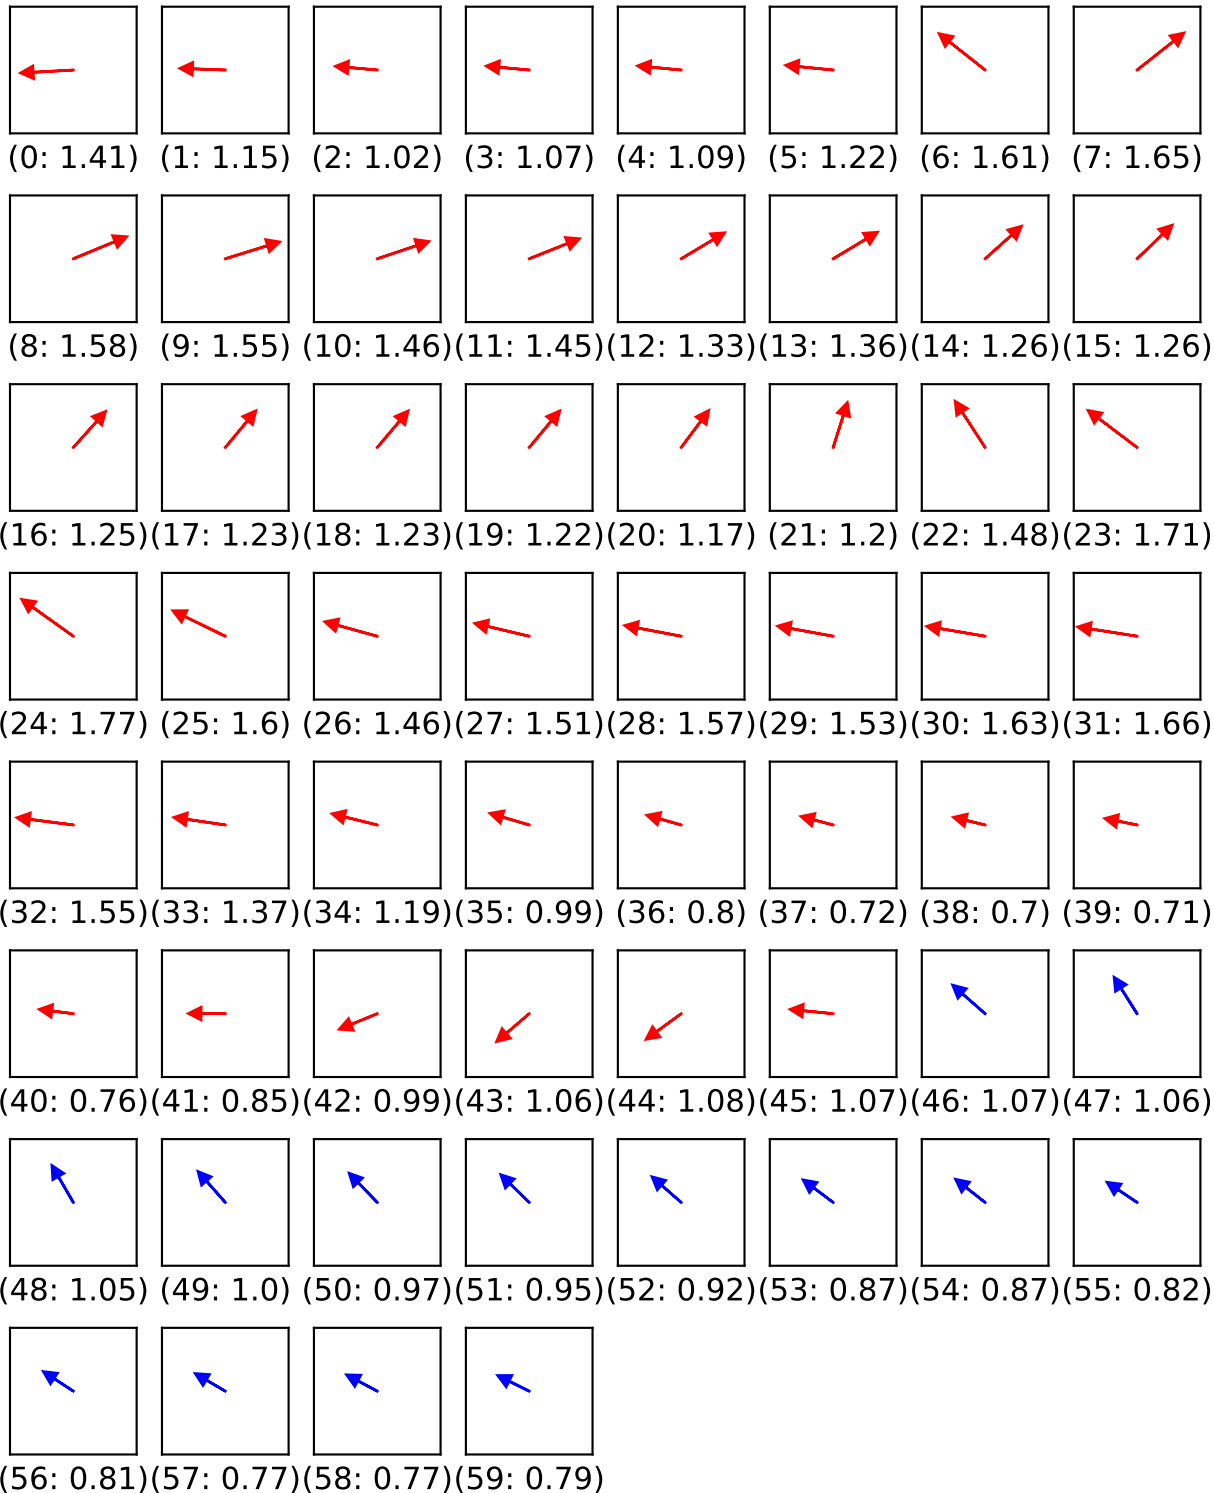 (0: 1.41) (1: 1.15) (2: 1.02) (3: 1.07) (4: 1.09) (5: 1.22) (6: 1.61) (7: 1.65)
(8: 1.58) (9: 1.55) (10: 1.46) (11: 1.45) (12: 1.33) (13: 1.36) (14: 1.26) (15: 1.26)
(16: 1.25) (17: 1.23) (18: 1.23) (19: 1.22) (20: 1.17) (21: 1.2) (22: 1.48) (23: 1.71)
(24: 1.77) (25: 1.6) (26: 1.46) (27: 1.51) (28: 1.57) (29: 1.53) (30: 1.63) (31: 1.66)
(32: 1.55) (33: 1.37) (34: 1.19) (35: 0.99) (36: 0.8) (37: 0.72) (38: 0.7) (39: 0.71)
(40: 0.76) (41: 0.85) (42: 0.99) (43: 1.06) (44: 1.08) (45: 1.07) (46: 1.07) (47: 1.06)
(48: 1.05) (49: 1.0) (50: 0.97) (51: 0.95) (52: 0.92) (53: 0.87) (54: 0.87) (55: 0.82)
(56: 0.81) (57: 0.77) (58: 0.77) (59: 0.79)